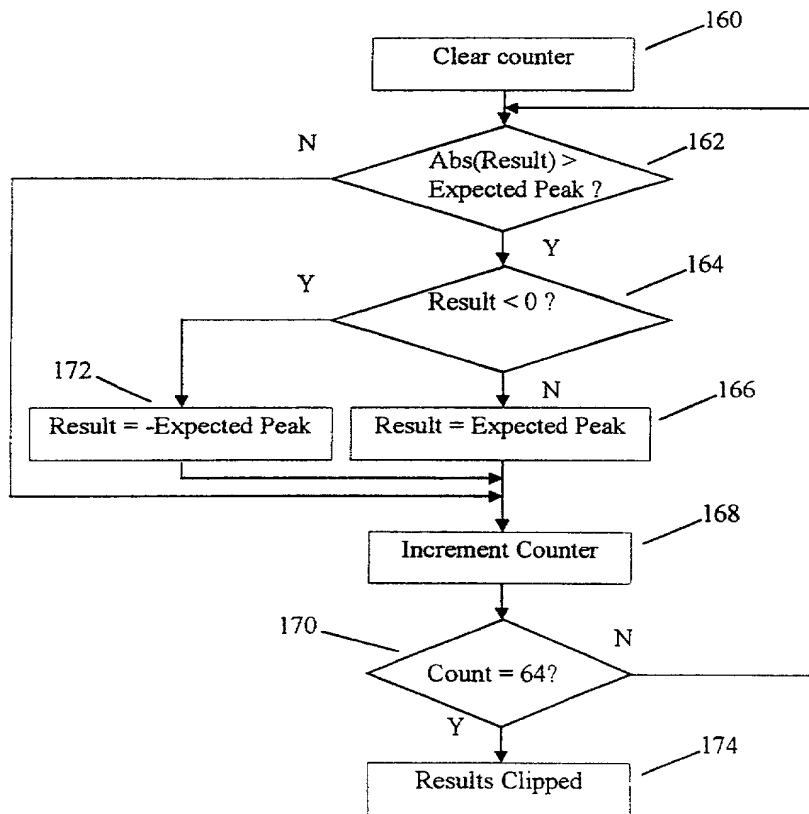 160
Clear counter
162
N
Abs(Result) >
Expected Peak ?
Y
164
Y
Result < 0 ?
172
N
166
Result = -Expected Peak
Result = Expected Peak
168
Increment Counter
170
N
Count = 64?
Y
174
Results Clipped